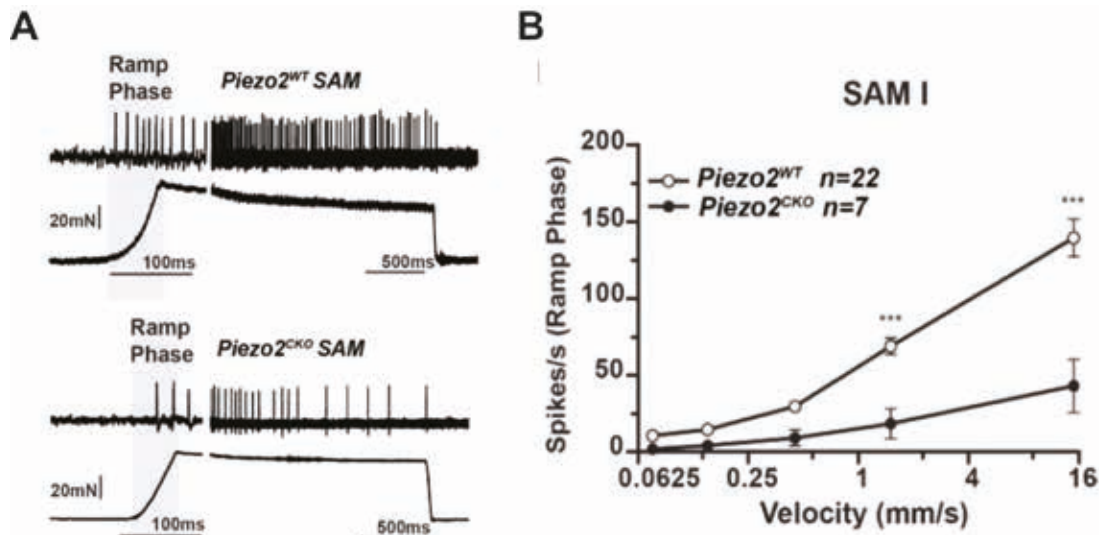 A
Ramp
Phase
Piezo2WT SAM
20mN
100ms
500ms
Ramp
Phase
Piezo2CKO SAM
20mN
100ms
500ms
B
SAM I
Spikes/s (Ramp Phase)
200
150
100
50
0
Piezo2WT n=22
Piezo2CKO n=7
***
***
0.0625
0.25
1
4
16
Velocity (mm/s)